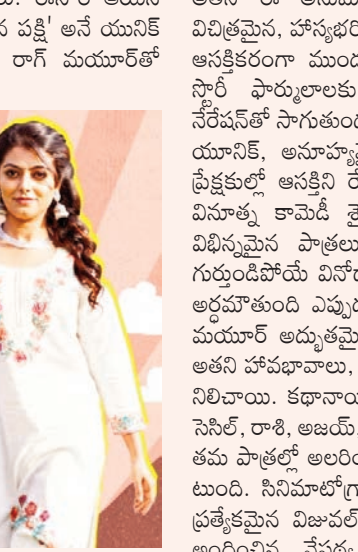 న పక్షి' అనే యునిక్
రాగ్ మయూర్‌తో
విచిత్రమైన, హాస్యభరి
ఆసక్తికరంగా ముంద
స్టోరీ ఫార్ములాలకు
నేరేషన్‌తో సాగుతుంద
యూనిక్, అనూహ్యమై
ప్రేక్షకుల్లో ఆసక్తిని రే
వినూత్న కామెడీ శై
విభిన్నమైన పాత్రలు
గుర్తుండిపోయే వినోద
అర్థమౌతుంది ఎప్పుడ
మయూర్ అద్భుతమై
అతని హావభావాలు,
నిలిచాయి. కథానాయి
సెసిల్, రాశి, అజయ్,
తమ పాత్రల్లో అలరిం
టుంది. సినిమాటోగ్రా
ప్రత్యేకమైన విజువల్